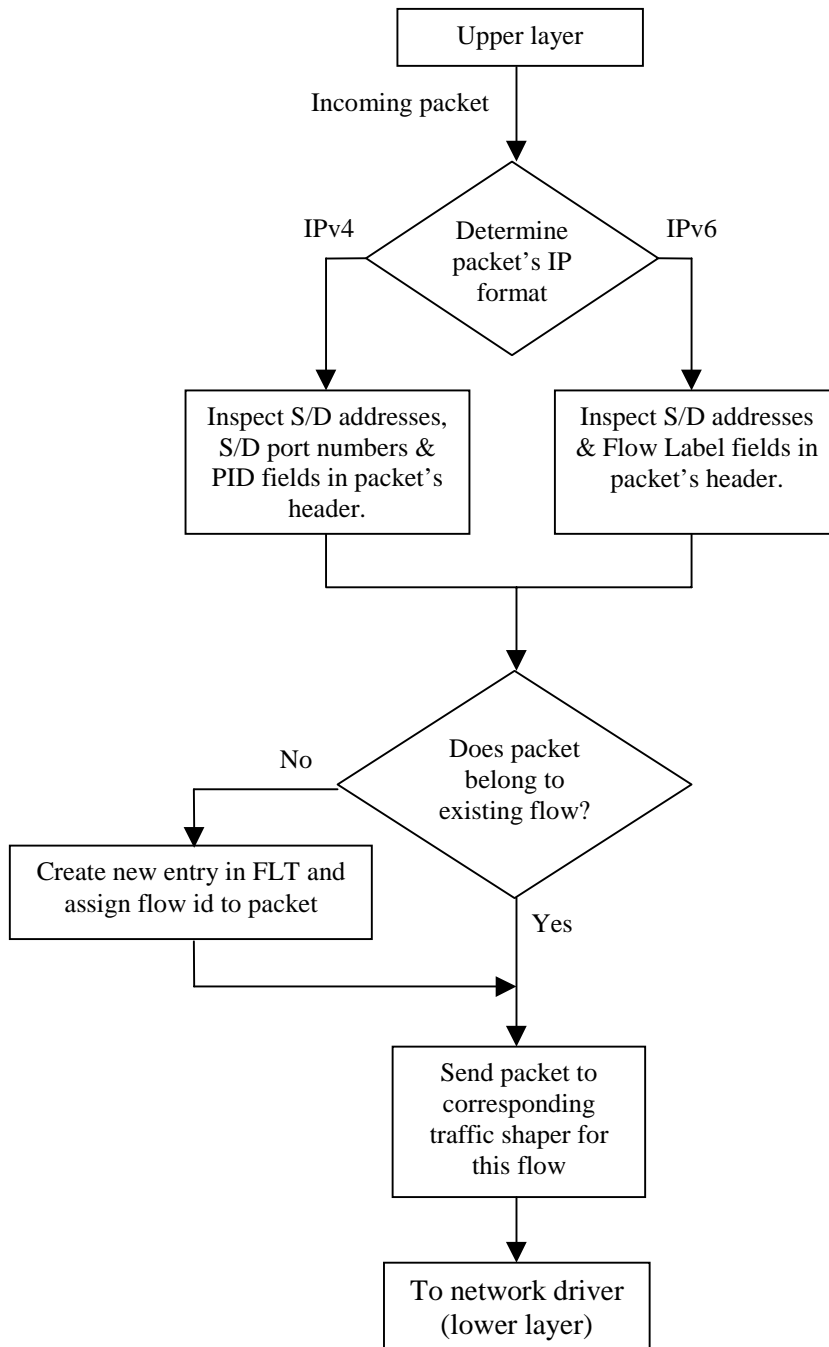 Upper layer
Incoming packet
IPv4
IPv6
Determine
packet’s IP
format
Inspect S/D addresses,
S/D port numbers &
PID fields in packet’s
header.
Inspect S/D addresses
& Flow Label fields in
packet’s header.
Does packet
belong to
existing flow?
No
Create new entry in FLT and
assign flow id to packet
Yes
Send packet to
corresponding
traffic shaper for
this flow
To network driver
(lower layer)